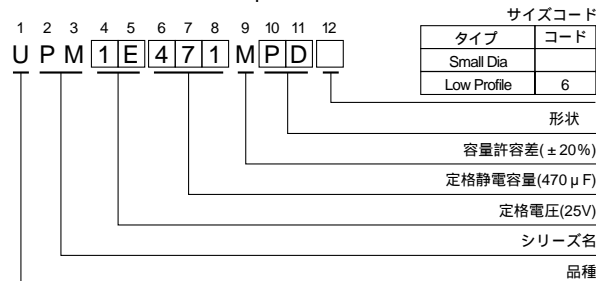 サイズコード
1 2 3 4 5 6 7 8 9 10 11 12
タイプ コード
U P M 1 E 4 7 1 M P D
Small Dia
Low Profile 6
形状
容量許容差(±20%)
定格静電容量(470μF)
定格電圧(25V)
シリーズ名
品種